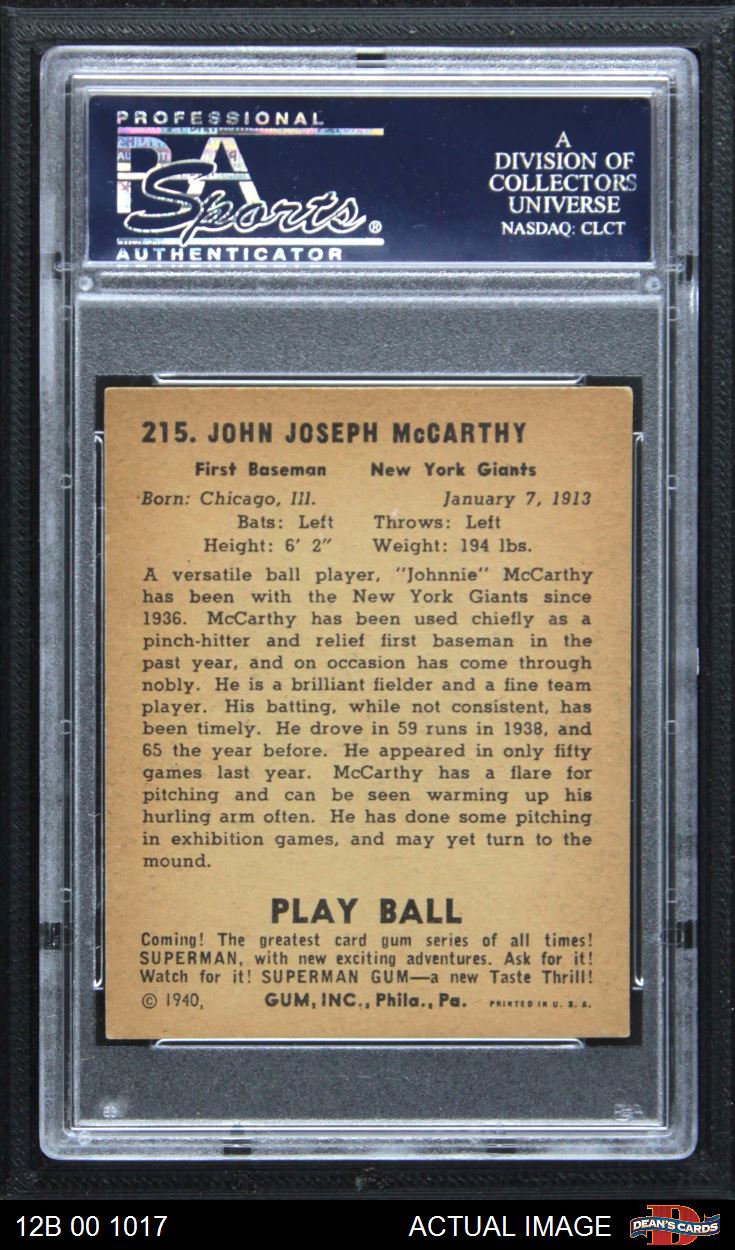 PROFESSIONAL
PSA
Sports®
AUTHENTICATOR
A
DIVISION OF
COLLECTORS
UNIVERSE
NASDAQ: CLCT
215. JOHN JOSEPH McCARTHY
First Baseman New York Giants
Born: Chicago, Ill. January 7, 1913
Bats: Left Throws: Left
Height: 6' 2" Weight: 194 lbs.
A versatile ball player, "Johnnie" McCarthy
has been with the New York Giants since
1936. McCarthy has been used chiefly as a
pinch-hitter and relief first baseman in the
past year, and on occasion has come through
nobly. He is a brilliant fielder and a fine team
player. His batting, while not consistent, has
been timely. He drove in 59 runs in 1938, and
65 the year before. He appeared in only fifty
games last year. McCarthy has a flare for
pitching and can be seen warming up his
hurling arm often. He has done some pitching
in exhibition games, and may yet turn to the
mound.
PLAY BALL
Coming! The greatest card gum series of all times!
SUPERMAN, with new exciting adventures. Ask for it!
Watch for it! SUPERMAN GUM—a new Taste Thrill!
© 1940, GUM, INC., Phila., Pa. PRINTED IN U. S. A.
12B 00 1017 ACTUAL IMAGE
DEAN'S CARDS